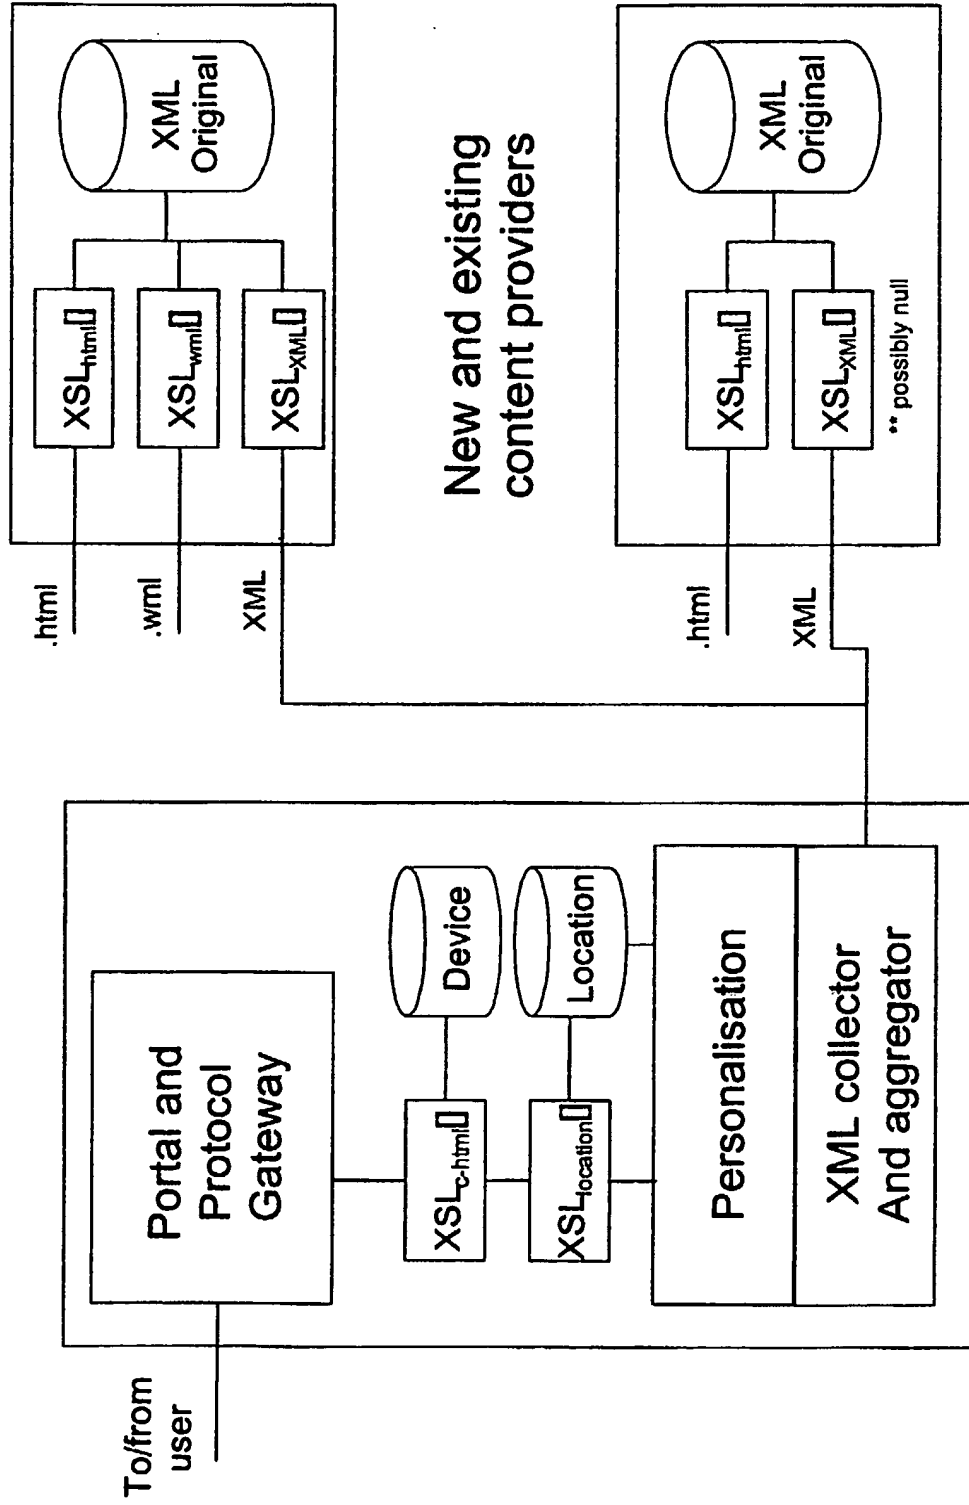 To/from
user
Portal and
Protocol
Gateway
XSLc-html[]
Device
XSLlocation[]
Location
Personalisation
XML collector
And aggregator
.html
.wml
XML
XSLhtml[]
XSLwml[]
XSLXML[]
XML
Original
New and existing
content providers
.html
XML
XSLhtml[]
XSLXML[]
** possibly null
XML
Original